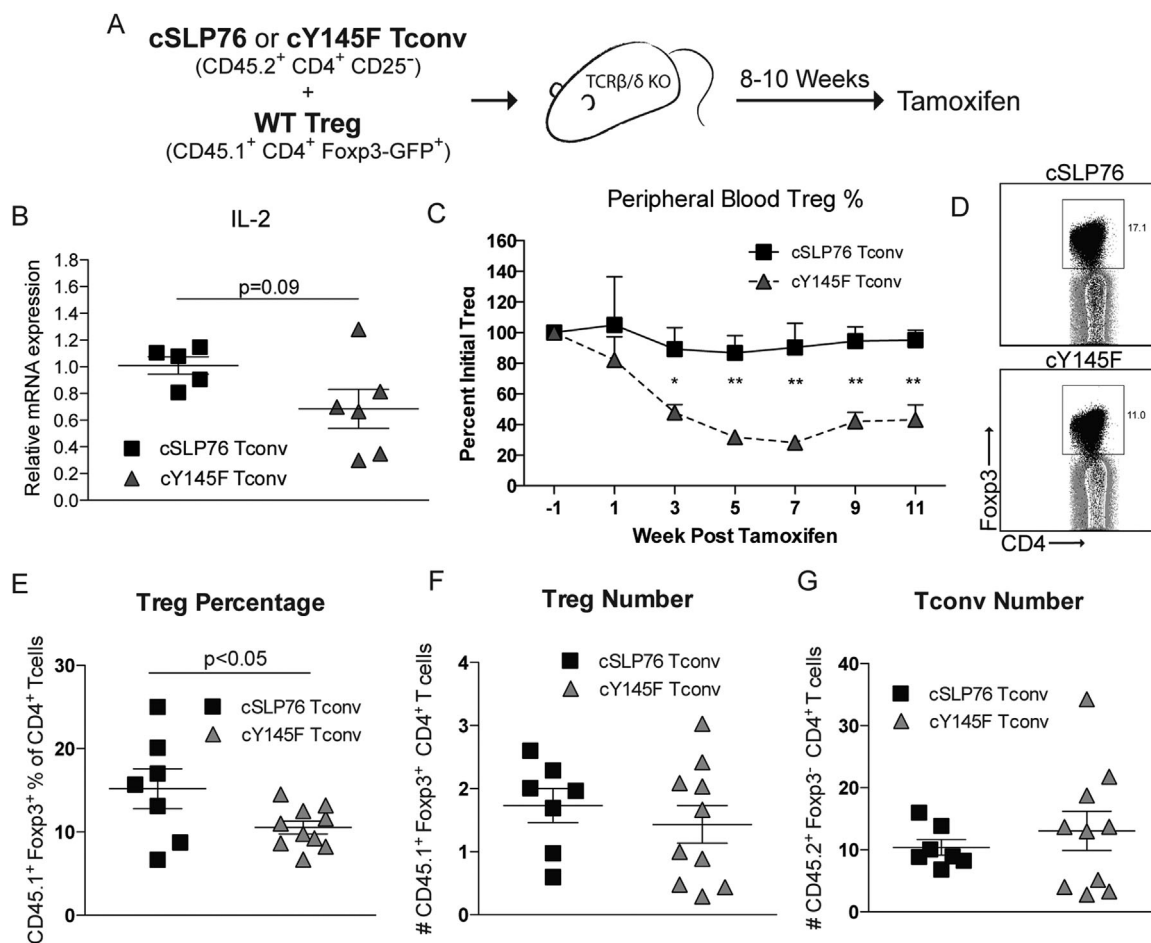 A
cSLP76 or cY145F Tconv
(CD45.2+ CD4+ CD25-)
+
WT Treg
(CD45.1+ CD4+ Foxp3-GFP+)
TCRβ/δ KO
8-10 Weeks
Tamoxifen
B
IL-2
Relative mRNA expression
1.8
1.6
1.4
1.2
1.0
0.8
0.6
0.4
0.2
0.0
p=0.09
cSLP76 Tconv
cY145F Tconv
C
Peripheral Blood Treg %
Percent Initial Treg
160
140
120
100
80
60
40
20
0
cSLP76 Tconv
cY145F Tconv
* ** ** ** **
-1 1 3 5 7 9 11
Week Post Tamoxifen
D
cSLP76
17.1
cY145F
11.0
Foxp3
CD4
E
Treg Percentage
CD45.1+ Foxp3+ % of CD4+ Tcells
30
20
10
0
p<0.05
cSLP76 Tconv
cY145F Tconv
F
Treg Number
# CD45.1+ Foxp3+ CD4+ T cells
4
3
2
1
0
cSLP76 Tconv
cY145F Tconv
G
Tconv Number
# CD45.2+ Foxp3- CD4+ T cells
40
30
20
10
0
cSLP76 Tconv
cY145F Tconv